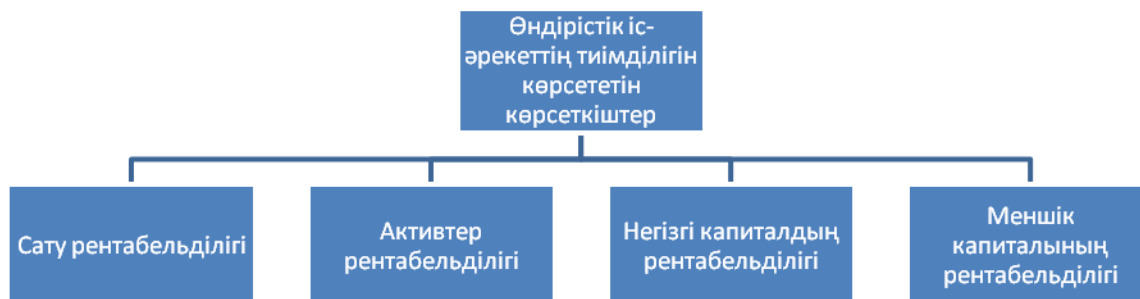 Өндірістік іс-
әрекеттің тиімділігін
көрсететін
көрсеткіштер
Сату рентабельділігі
Активтер
рентабельділігі
Негізгі капиталдың
рентабельділігі
Меншік
капиталының
рентабельділігі